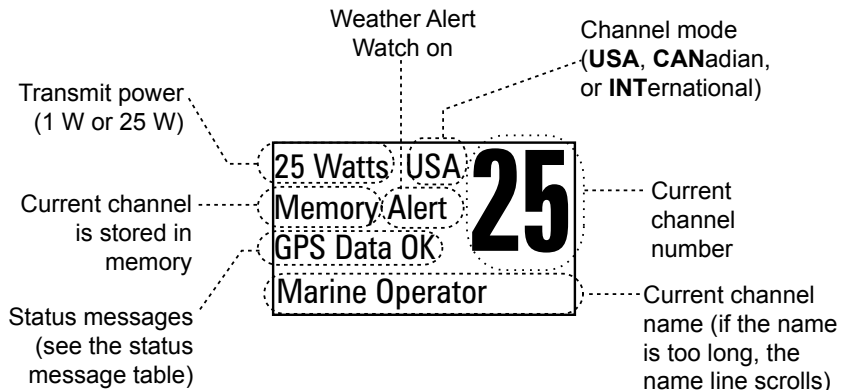 Weather Alert
Watch on
Channel mode
(USA, CANadian,
or INTernational)
Transmit power
(1 W or 25 W)
25 Watts USA
25
Memory Alert
GPS Data OK
Marine Operator
Current channel
is stored in
memory
Current
channel
number
Status messages
(see the status
message table)
Current channel
name (if the name
is too long, the
name line scrolls)